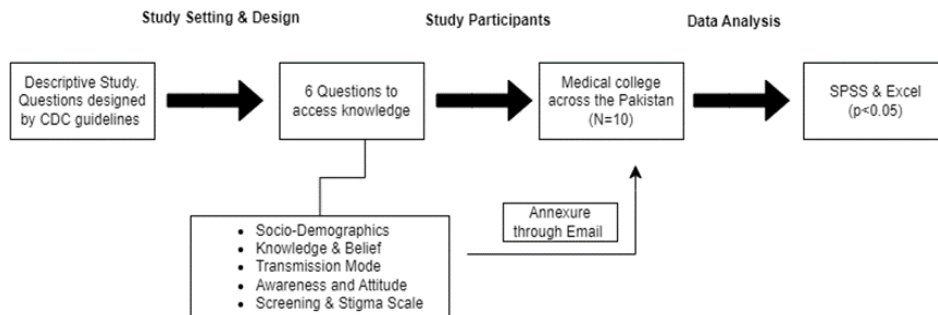 Study Setting & Design
Study Participants
Data Analysis
Descriptive Study.
Questions designed
by CDC guidelines
6 Questions to
access knowledge
Medical college
across the Pakistan
(N=10)
SPSS & Excel
(p<0.05)
Annexure
through Email
• Socio-Demographics
• Knowledge & Belief
• Transmission Mode
• Awareness and Attitude
• Screening & Stigma Scale